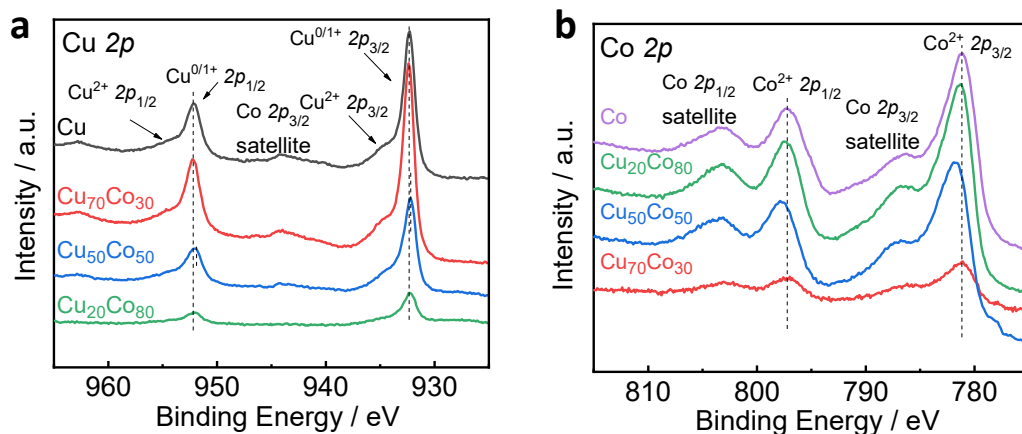 a
Cu 2p
Cu0/1+ 2p3/2
Cu0/1+ 2p1/2
Cu2+ 2p1/2
Co 2p3/2
satellite
Cu2+ 2p3/2
Cu
Cu70Co30
Cu50Co50
Cu20Co80
Intensity / a.u.
960
950
940
930
Binding Energy / eV
b
Co 2p
Co2+ 2p3/2
Co 2p1/2
satellite
Co2+ 2p1/2
Co 2p3/2
satellite
Co
Cu20Co80
Cu50Co50
Cu70Co30
Intensity / a.u.
810
800
790
780
Binding Energy / eV